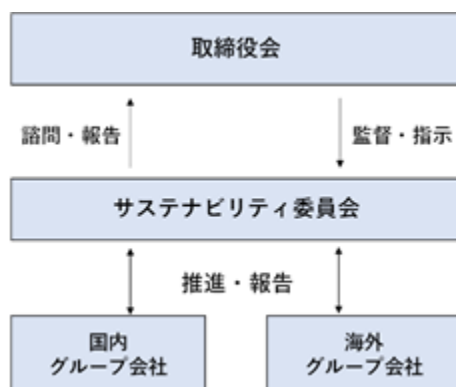 取締役会
諮問・報告
監督・指示
サステナビリティ委員会
推進・報告
国内
グループ会社
海外
グループ会社